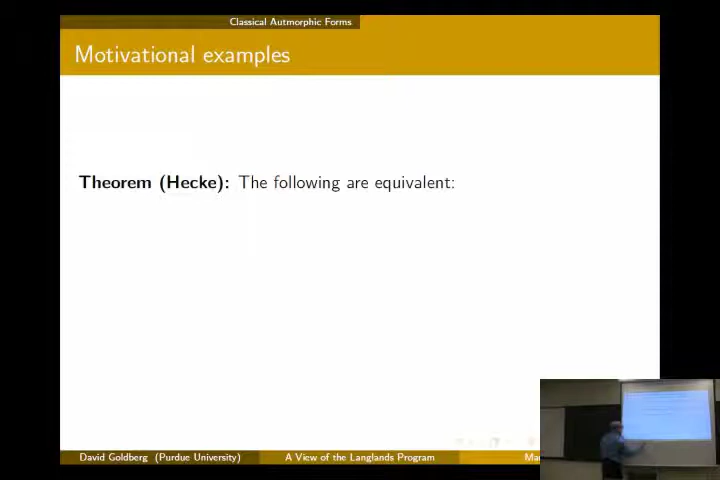 Classical Autmorphic Forms
Motivational examples
Theorem (Hecke): The following are equivalent:
David Goldberg (Purdue University)
A View of the Langlands Program